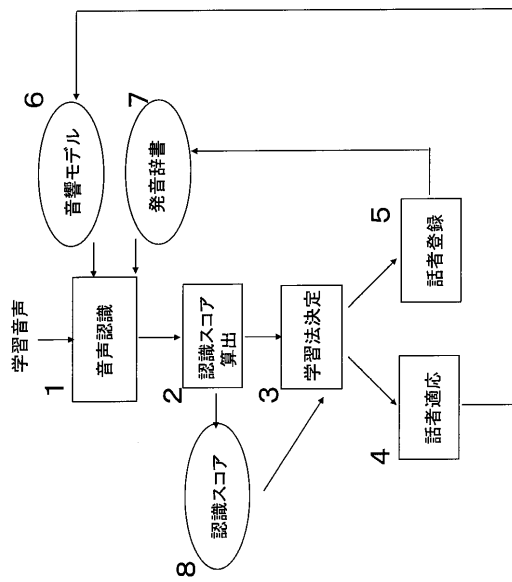 学習音声
1
音声認識
6
音響モデル
7
発音辞書
2
認識スコア
算出
8
認識スコア
3
学習法決定
4
話者適応
5
話者登録